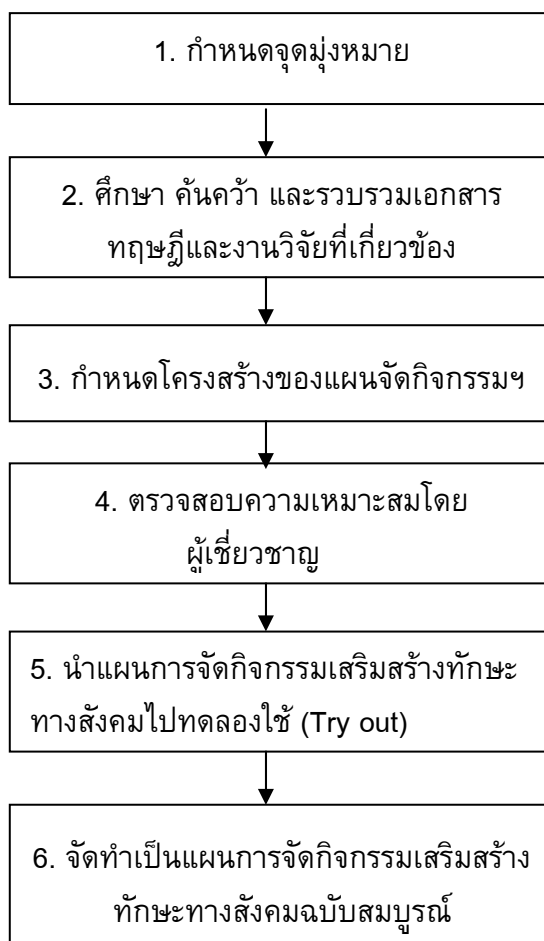 1. กำหนดจุดมุ่งหมาย
2. ศึกษา ค้นคว้า และรวบรวมเอกสาร
ทฤษฎีและงานวิจัยที่เกี่ยวข้อง
3. กำหนดโครงสร้างของแผนจัดกิจกรรมฯ
4. ตรวจสอบความเหมาะสมโดย
ผู้เชี่ยวชาญ
5. นำแผนการจัดกิจกรรมเสริมสร้างทักษะ
ทางสังคมไปทดลองใช้ (Try out)
6. จัดทำเป็นแผนการจัดกิจกรรมเสริมสร้าง
ทักษะทางสังคมฉบับสมบูรณ์